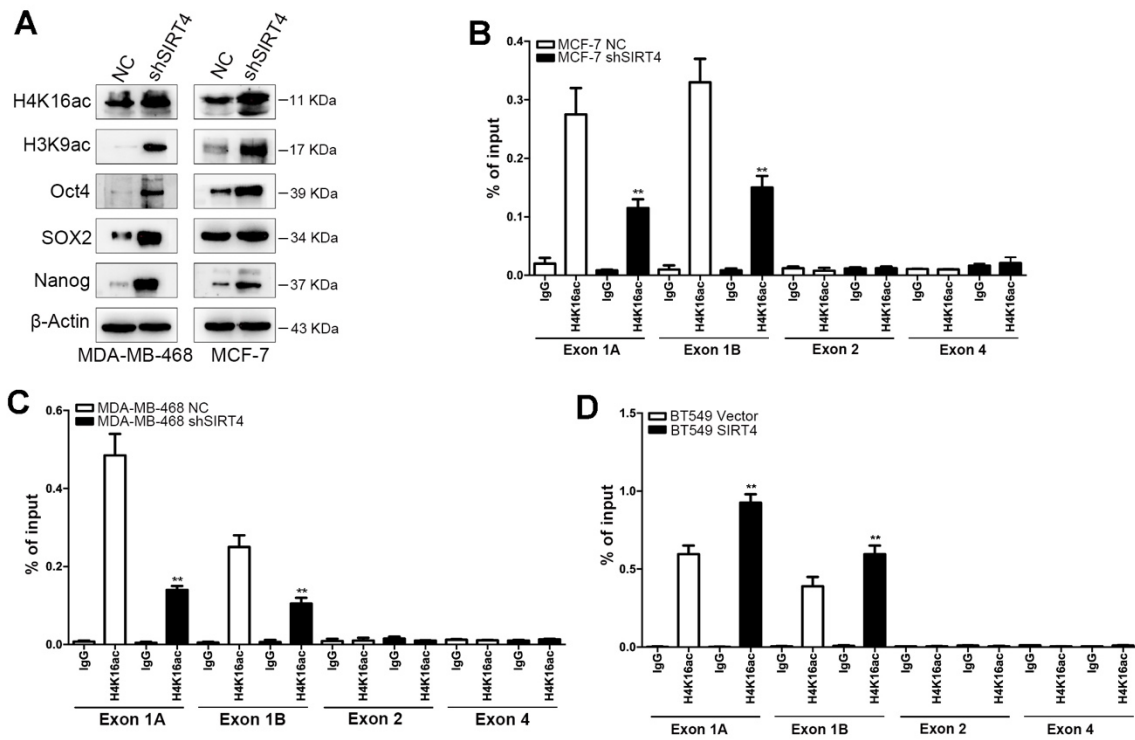 A
NC
shSIRT4
NC
shSIRT4
H4K16ac
11 KDa
H3K9ac
17 KDa
Oct4
39 KDa
SOX2
34 KDa
Nanog
37 KDa
β-Actin
43 KDa
MDA-MB-468
MCF-7
B
MCF-7 NC
MCF-7 shSIRT4
% of input
0.4
0.3
0.2
0.1
0.0
**
**
IgG
H4K16ac
IgG
H4K16ac
IgG
H4K16ac
IgG
H4K16ac
IgG
H4K16ac
IgG
H4K16ac
IgG
H4K16ac
IgG
H4K16ac
Exon 1A
Exon 1B
Exon 2
Exon 4
C
MDA-MB-468 NC
MDA-MB-468 shSIRT4
% of input
0.6
0.4
0.2
0.0
**
**
IgG
H4K16ac
IgG
H4K16ac
IgG
H4K16ac
IgG
H4K16ac
IgG
H4K16ac
IgG
H4K16ac
IgG
H4K16ac
IgG
H4K16ac
Exon 1A
Exon 1B
Exon 2
Exon 4
D
BT549 Vector
BT549 SIRT4
% of input
1.5
1.0
0.5
0.0
**
**
IgG
H4K16ac
IgG
H4K16ac
IgG
H4K16ac
IgG
H4K16ac
IgG
H4K16ac
IgG
H4K16ac
IgG
H4K16ac
IgG
H4K16ac
Exon 1A
Exon 1B
Exon 2
Exon 4